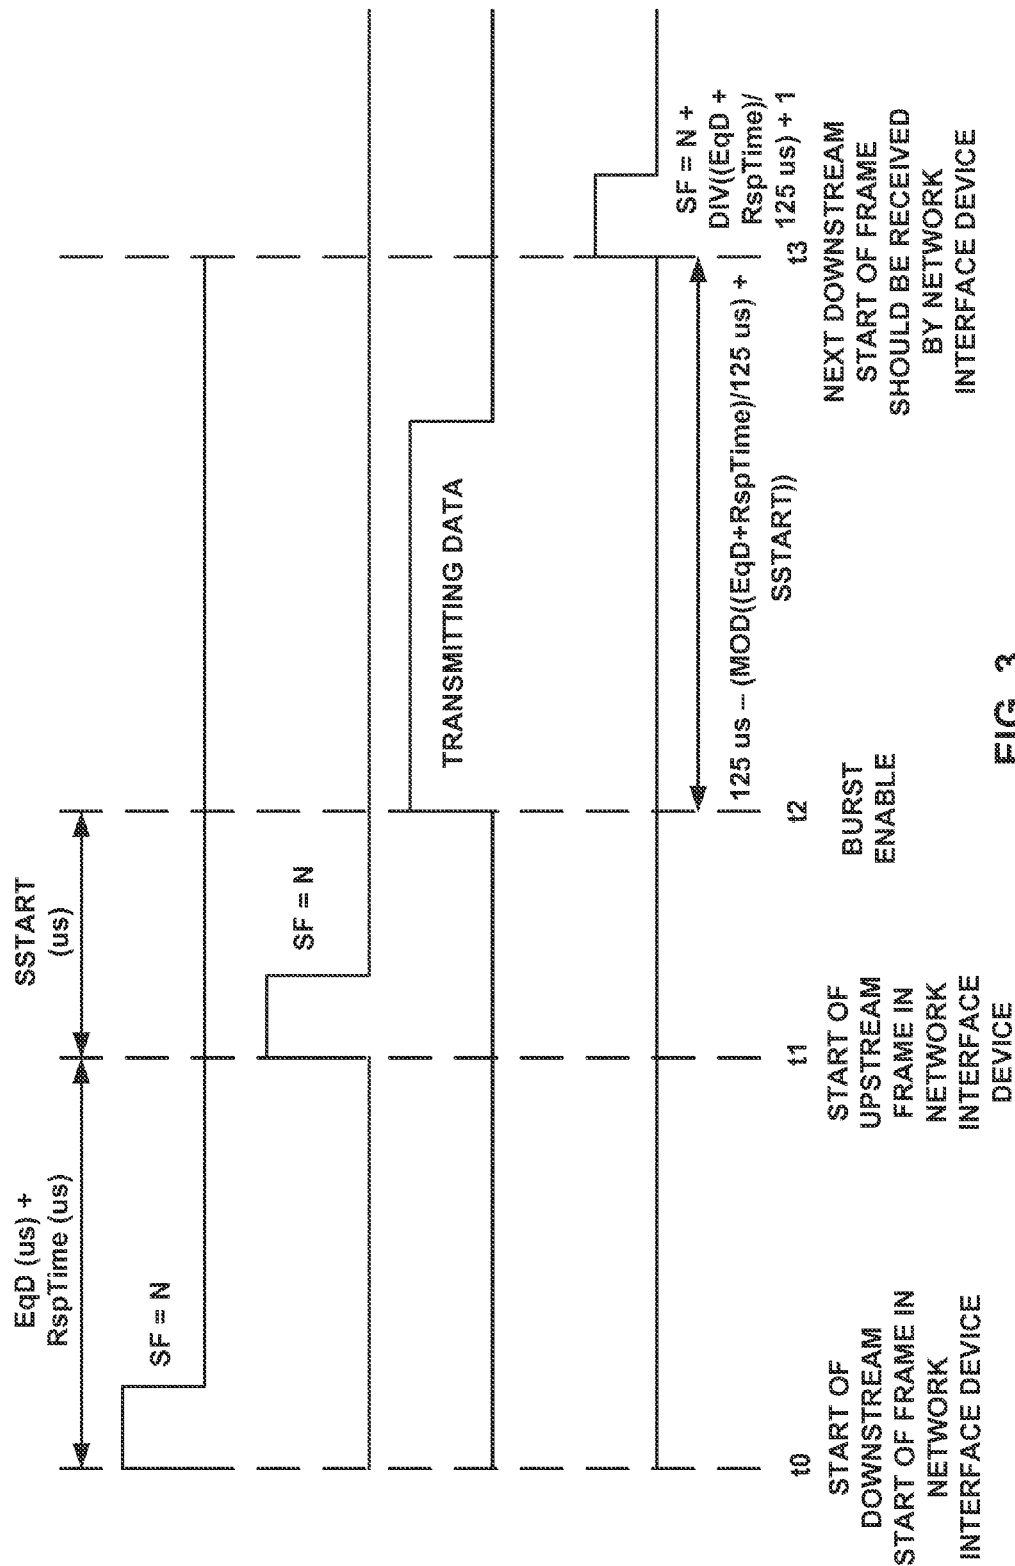 EqD (us) +
RspTime (us)
SSTART
(us)
SF = N
SF = N
TRANSMITTING DATA
SF = N +
DIV((EqD +
RspTime)/
125 us) + 1
125 us – (MOD((EqD+RspTime)/125 us) +
SSTART))
t0
START OF
DOWNSTREAM
START OF FRAME IN
NETWORK
INTERFACE DEVICE
t1
START OF
UPSTREAM
FRAME IN
NETWORK
INTERFACE
DEVICE
t2
BURST
ENABLE
t3
NEXT DOWNSTREAM
START OF FRAME
SHOULD BE RECEIVED
BY NETWORK
INTERFACE DEVICE
FIG. 3